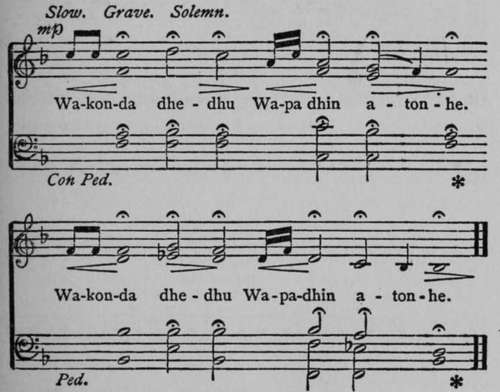 Slow. Grave. Solemn.
mp
Wa-kon-da dhe - dhu Wa-pa dhin a - ton - he.
Con Ped.
*
Wa-kon-da dhe - dhu Wa-pa-dhin a - ton-he.
Ped.
*